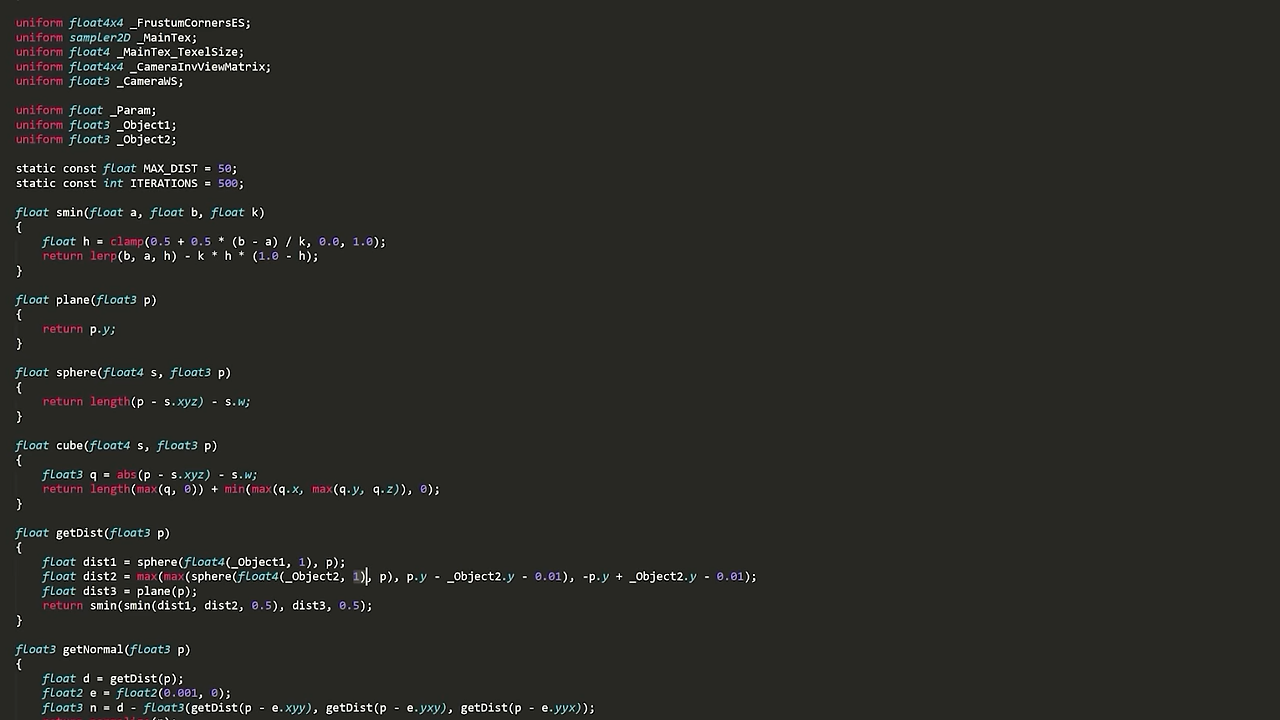 uniform float4x4 _FrustumCornersES;
uniform sampler2D _MainTex;
uniform float4 _MainTex_TexelSize;
uniform float4x4 _CameraInvViewMatrix;
uniform float3 _CameraWS;
uniform float _Param;
uniform float3 _Object1;
uniform float3 _Object2;
static const float MAX_DIST = 50;
static const int ITERATIONS = 500;
float smin(float a, float b, float k)
{
float h = clamp(0.5 + 0.5 * (b - a) / k, 0.0, 1.0);
return lerp(b, a, h) - k * h * (1.0 - h);
}
float plane(float3 p)
{
return p.y;
}
float sphere(float4 s, float3 p)
{
return length(p - s.xyz) - s.w;
}
float cube(float4 s, float3 p)
{
float3 q = abs(p - s.xyz) - s.w;
return length(max(q, 0)) + min(max(q.x, max(q.y, q.z)), 0);
}
float getDist(float3 p)
{
float dist1 = sphere(float4(_Object1, 1), p);
float dist2 = max(max(sphere(float4(_Object2, 1), p), p.y - _Object2.y - 0.01), -p.y + _Object2.y - 0.01);
float dist3 = plane(p);
return smin(smin(dist1, dist2, 0.5), dist3, 0.5);
}
float3 getNormal(float3 p)
{
float d = getDist(p);
float2 e = float2(0.001, 0);
float3 n = d - float3(getDist(p - e.xyy), getDist(p - e.yxy), getDist(p - e.yyx));